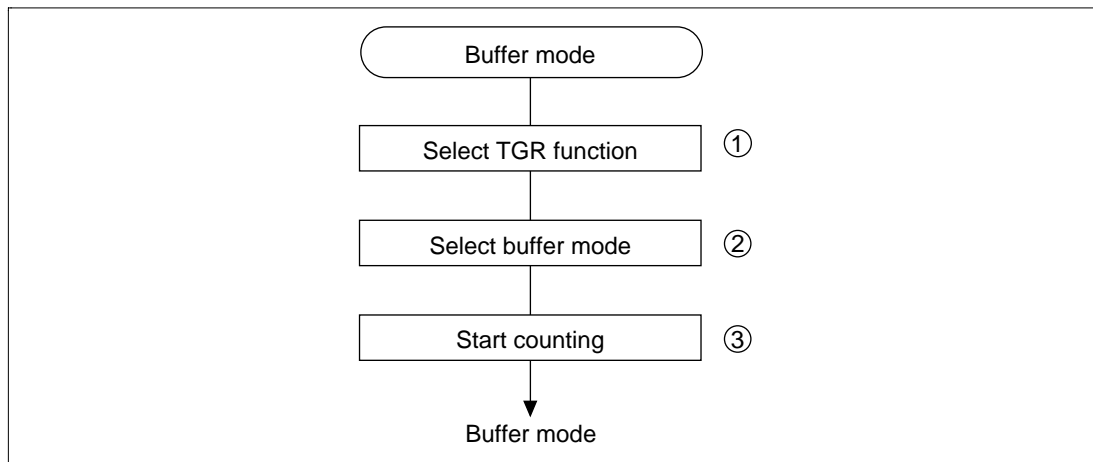 Buffer mode
Select TGR function ①
Select buffer mode ②
Start counting ③
Buffer mode